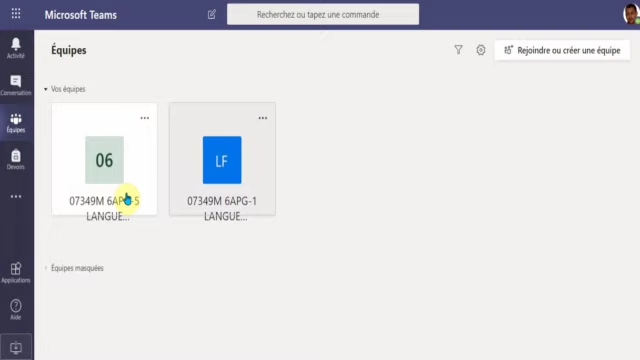 Microsoft Teams
Recherchez ou tapez une commande
Activité
Conversation
Équipes
Devoirs
Applications
Aide
Équipes
Rejoindre ou créer une équipe
Vos équipes
06
07349M 6APG-5
LANGUE...
LF
07349M 6APG-1
LANGUE...
Équipes masquées